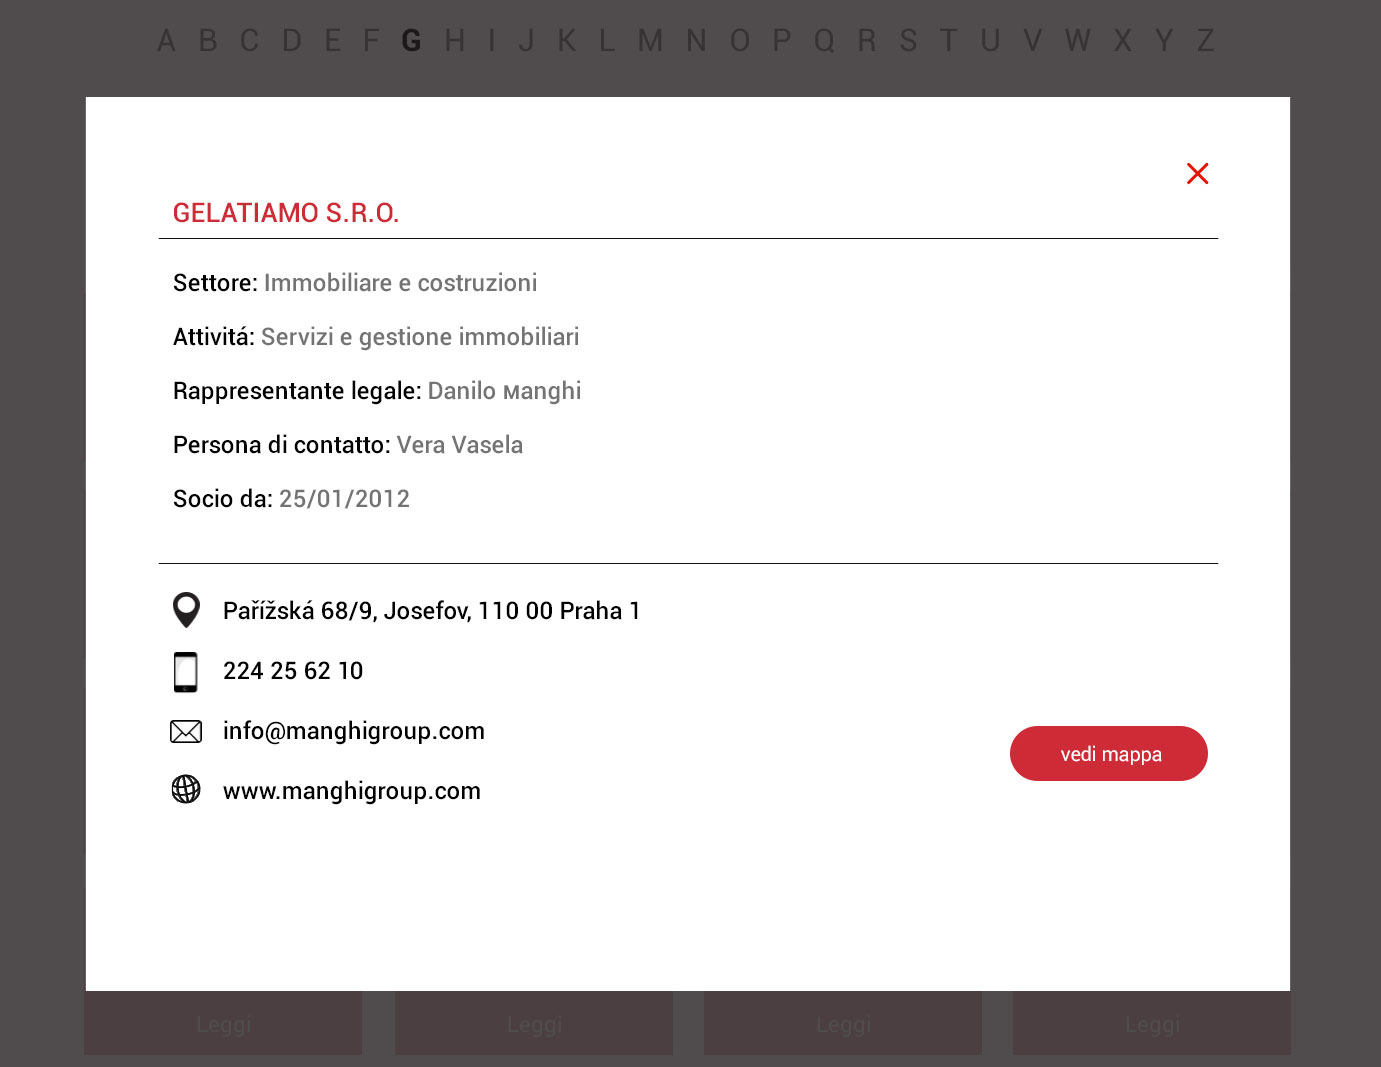 A B C D E F G H I J K L M N O P Q R S T U V W X Y Z
GELATIAMO S.R.O.
Settore: Immobiliare e costruzioni
Attivitá: Servizi e gestione immobiliari
Rappresentante legale: Danilo мanghi
Persona di contatto: Vera Vasela
Socio da: 25/01/2012
Pařížská 68/9, Josefov, 110 00 Praha 1
224 25 62 10
info@manghigroup.com
vedi mappa
www.manghigroup.com
Leggi Leggi Leggi Leggi